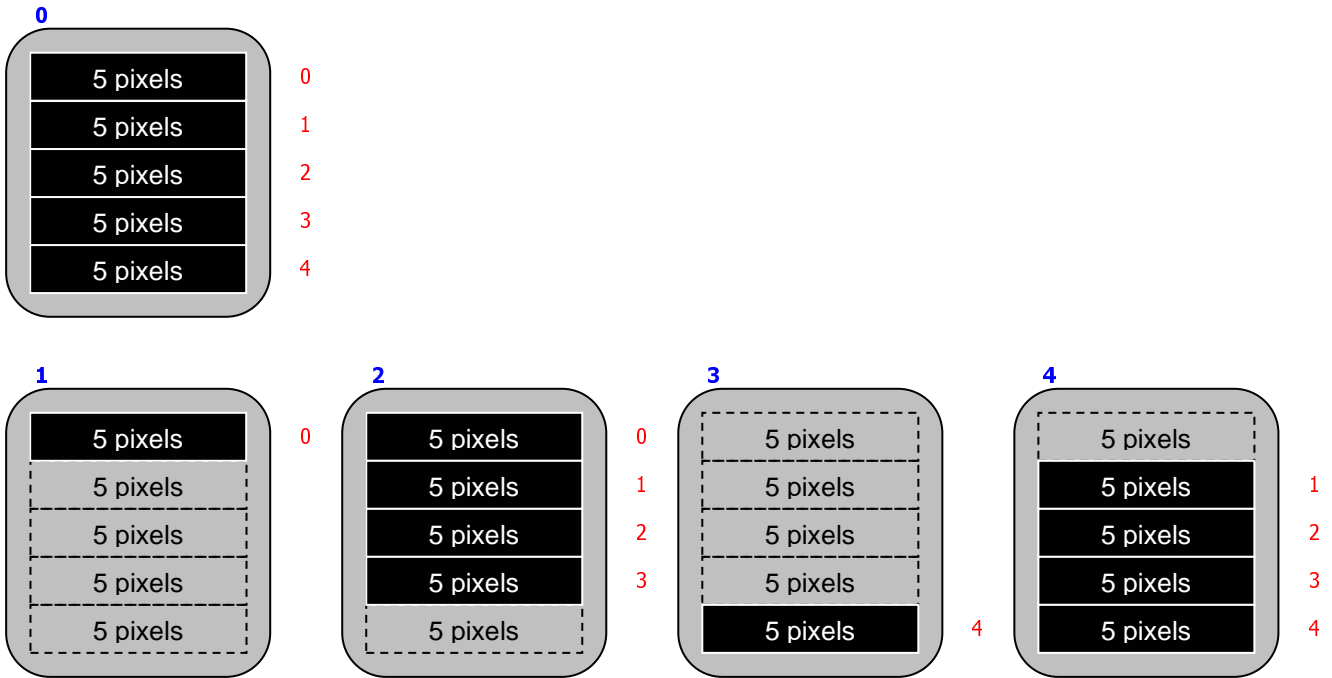 0
5 pixels 0
5 pixels 1
5 pixels 2
5 pixels 3
5 pixels 4
1 2 3 4
5 pixels 0 5 pixels 0 5 pixels 5 pixels
5 pixels 5 pixels 1 5 pixels 5 pixels 1
5 pixels 5 pixels 2 5 pixels 5 pixels 2
5 pixels 5 pixels 3 5 pixels 5 pixels 3
5 pixels 5 pixels 5 pixels 4 5 pixels 4